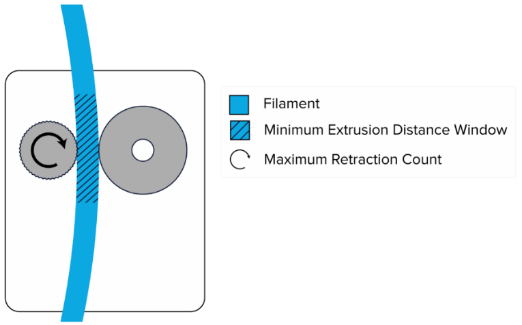 Filament
Minimum Extrusion Distance Window
Maximum Retraction Count